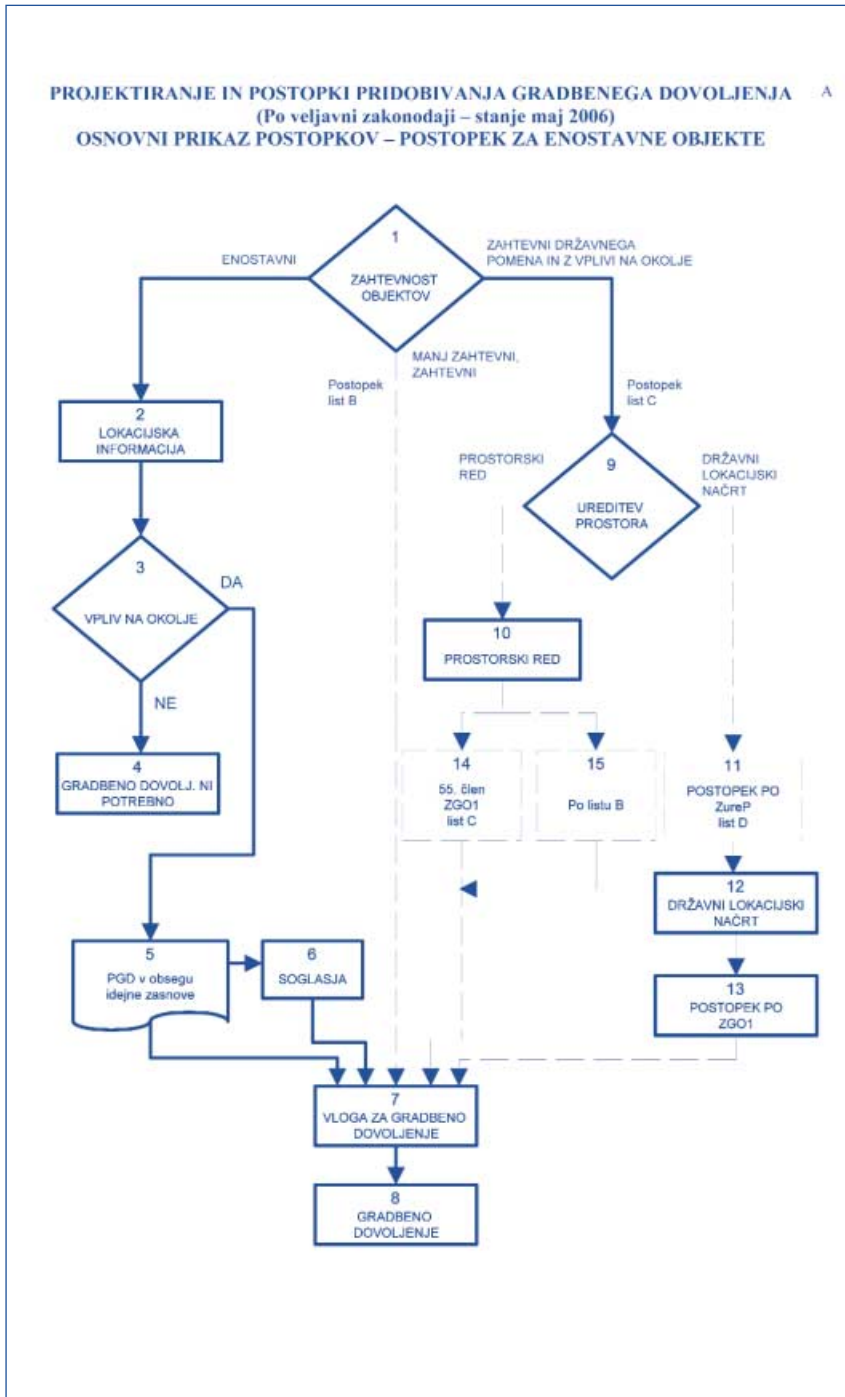 PROJEKTIRANJE IN POSTOPKI PRIDOBIVANJA GRADBENEGA DOVOLJENJA A
(Po veljavni zakonodaji – stanje maj 2006)
OSNOVNI PRIKAZ POSTOPKOV – POSTOPEK ZA ENOSTAVNE OBJEKTE
1
ZAHTEVNOST
OBJEKTOV
ENOSTAVNI
ZAHTEVNI DRŽAVNEGA
POMENA IN Z VPLIVI NA OKOLJE
MANJ ZAHTEVNI,
ZAHTEVNI
Postopek
list B
Postopek
list C
2
LOKACIJSKA
INFORMACIJA
PROSTORSKI
RED
9
UREDITEV
PROSTORA
DRŽAVNI
LOKACIJSKI
NAČRT
3
VPLIV NA OKOLJE
DA
NE
10
PROSTORSKI RED
4
GRADBENO DOVOLJ. NI
POTREBNO
14
55. člen
ZGO1
list C
15
Po listu B
11
POSTOPEK PO
ZureP
list D
12
DRŽAVNI LOKACIJSKI
NAČRT
5
PGD v obsegu
idejne zasnove
6
SOGLASJA
13
POSTOPEK PO
ZGO1
7
VLOGA ZA GRADBENO
DOVOLJENJE
8
GRADBENO
DOVOLJENJE